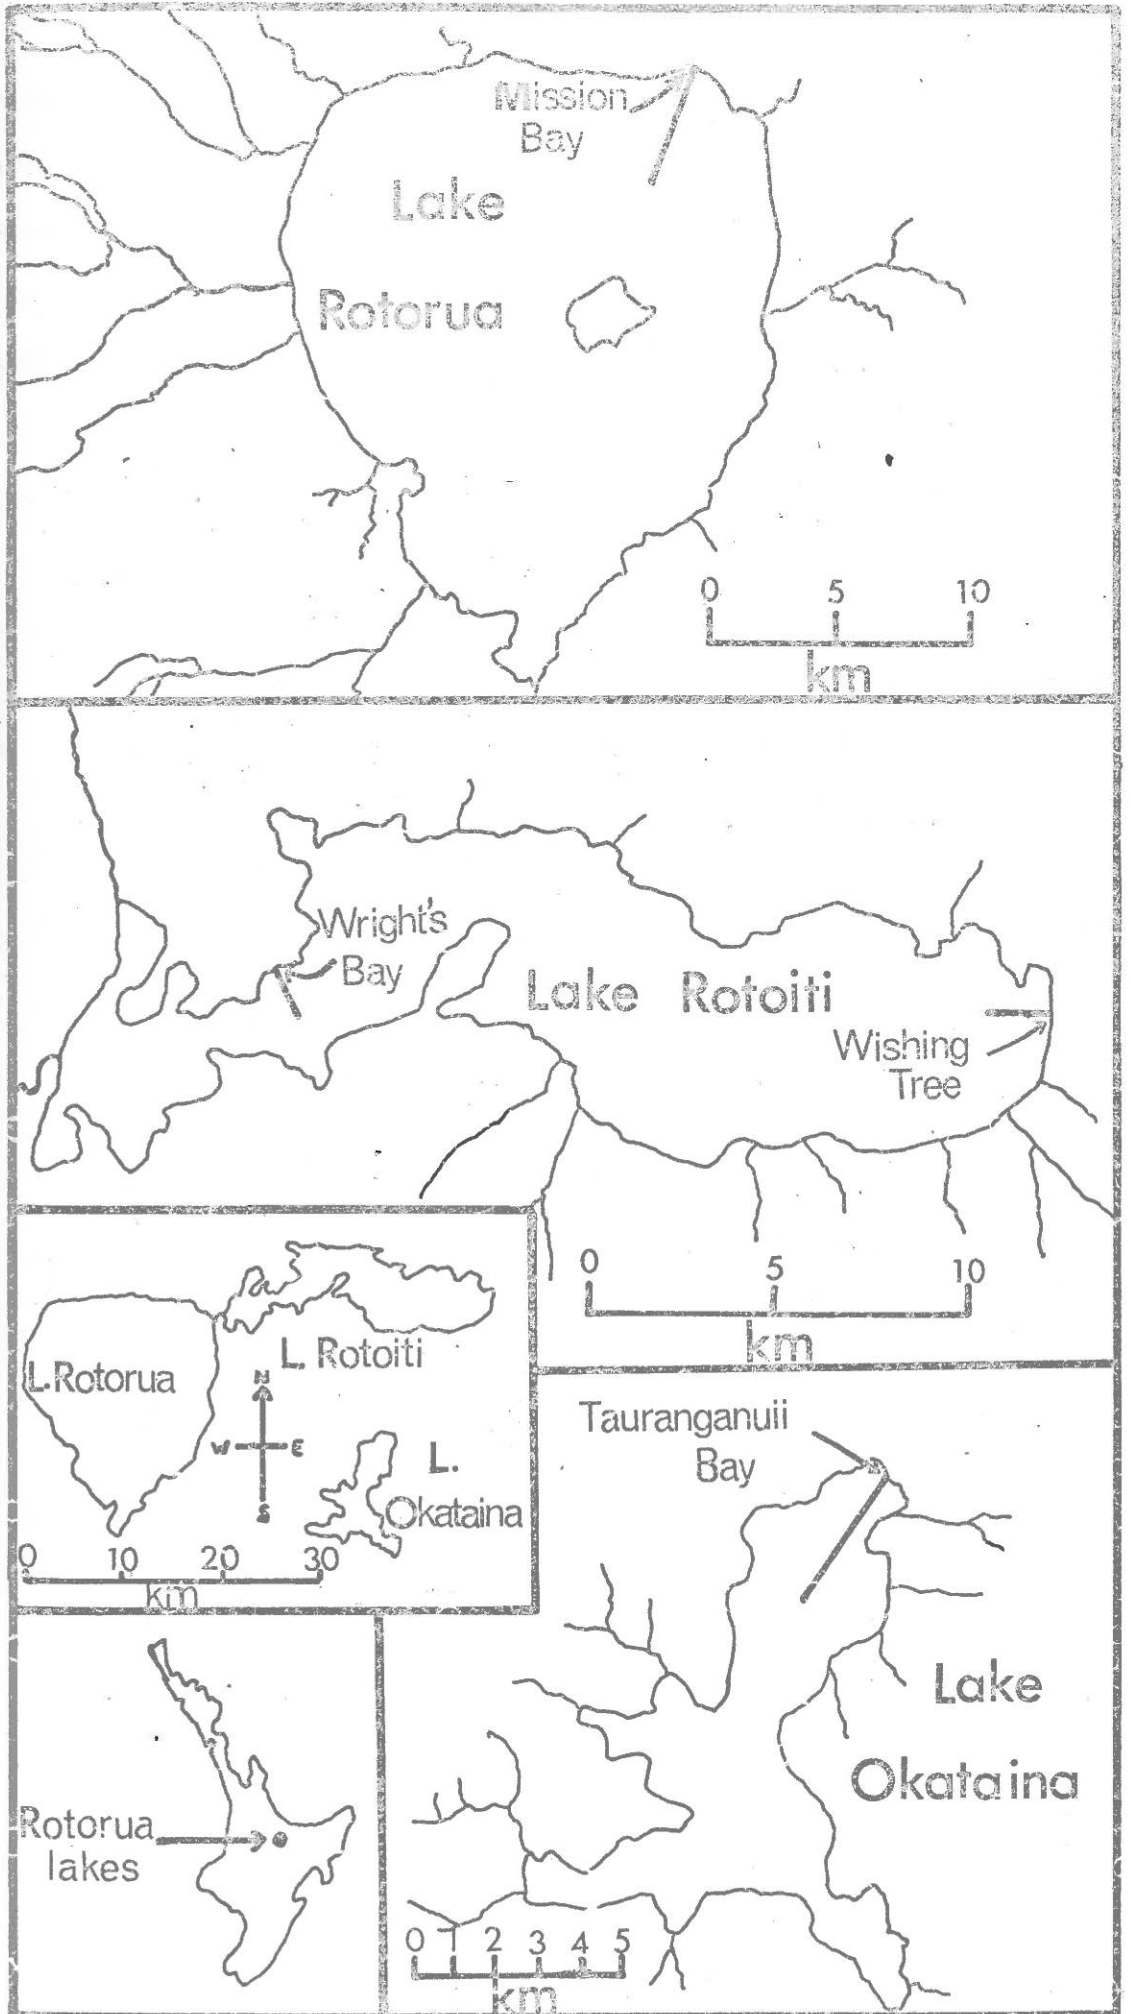 Mission
Bay
Lake
Rotorua
0 5 10
km
Wright's
Bay
Lake Rotoiti
Wishing
Tree
0 5 10
km
L. Rotoiti
L.Rotorua
N
W E
S
L.
Okataina
0 10 20 30
km
Tauranganuii
Bay
Lake
Okataina
Rotorua
lakes
0 1 2 3 4 5
km